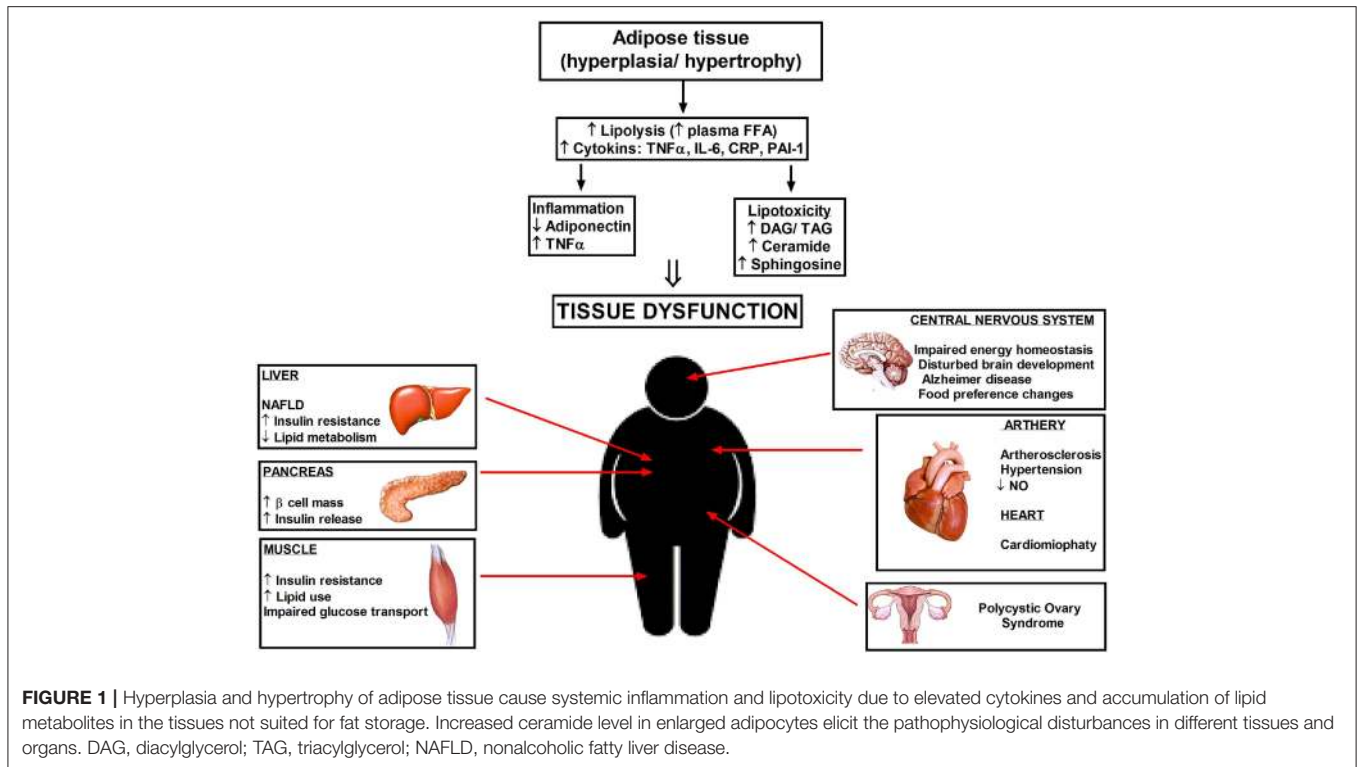 Adipose tissue
(hyperplasia/ hypertrophy)
↑ Lipolysis (↑ plasma FFA)
↑ Cytokins: TNFα, IL-6, CRP, PAI-1
Inflammation
↓ Adiponectin
↑ TNFα
Lipotoxicity
↑ DAG/ TAG
↑ Ceramide
↑ Sphingosine
⇓
TISSUE DYSFUNCTION
LIVER
NAFLD
↑ Insulin resistance
↓ Lipid metabolism
PANCREAS
↑ β cell mass
↑ Insulin release
MUSCLE
↑ Insulin resistance
↑ Lipid use
Impaired glucose transport
CENTRAL NERVOUS SYSTEM
Impaired energy homeostasis
Disturbed brain development
Alzheimer disease
Food preference changes
ARTHERY
Artherosclerosis
Hypertension
↓ NO
HEART
Cardiomiophaty
Polycystic Ovary
Syndrome
FIGURE 1 | Hyperplasia and hypertrophy of adipose tissue cause systemic inflammation and lipotoxicity due to elevated cytokines and accumulation of lipid
metabolites in the tissues not suited for fat storage. Increased ceramide level in enlarged adipocytes elicit the pathophysiological disturbances in different tissues and
organs. DAG, diacylglycerol; TAG, triacylglycerol; NAFLD, nonalcoholic fatty liver disease.